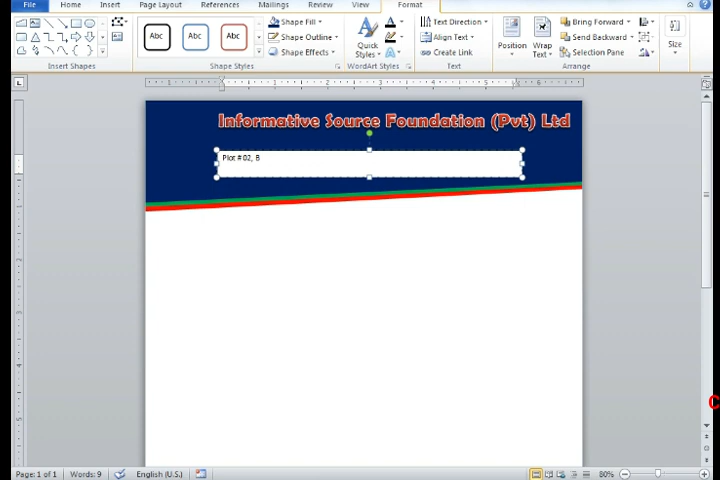 File Home Insert Page Layout References Mailings Review View Format
Shape Fill Text Direction Bring Forward
Abc Abc Abc Shape Outline Align Text Send Backward
Shape Effects Quick Styles Create Link Position Wrap Text Selection Pane Size
Insert Shapes Shape Styles WordArt Styles Text Arrange
Informative Source Foundation (Pvt) Ltd
Plot # 02, B
C
Page: 1 of 1 Words: 9 English (U.S.) 80%